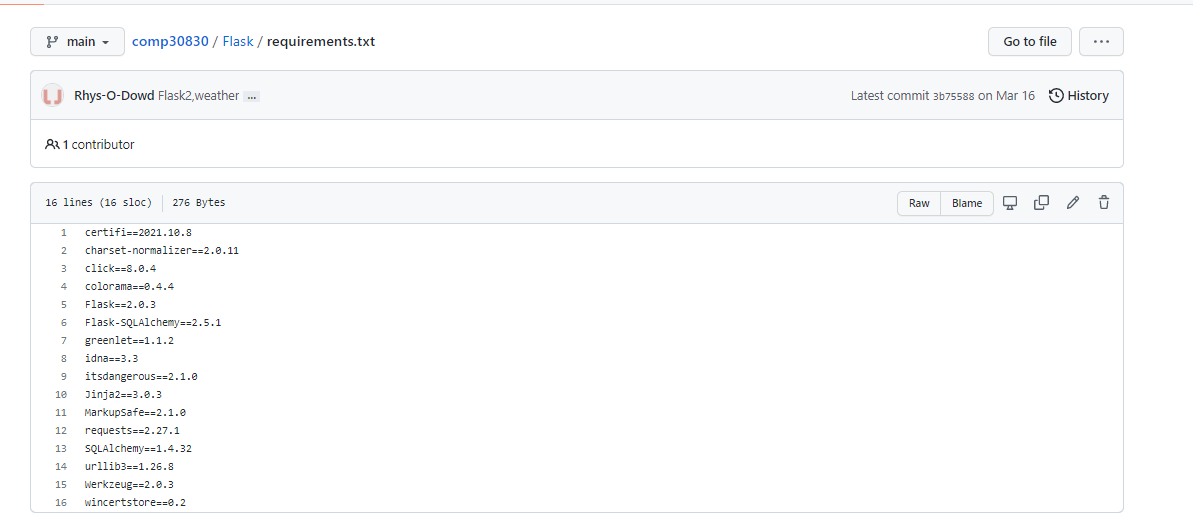 main
comp30830 / Flask / requirements.txt
Go to file
...
Rhys-O-Dowd Flask2,weather ...
Latest commit 3b75588 on Mar 16
History
1 contributor
16 lines (16 sloc)
276 Bytes
Raw
Blame
1 certifi==2021.10.8
2 charset-normalizer==2.0.11
3 click==8.0.4
4 colorama==0.4.4
5 Flask==2.0.3
6 Flask-SQLAlchemy==2.5.1
7 greenlet==1.1.2
8 idna==3.3
9 itsdangerous==2.1.0
10 Jinja2==3.0.3
11 MarkupSafe==2.1.0
12 requests==2.27.1
13 SQLAlchemy==1.4.32
14 urllib3==1.26.8
15 Werkzeug==2.0.3
16 wincertstore==0.2